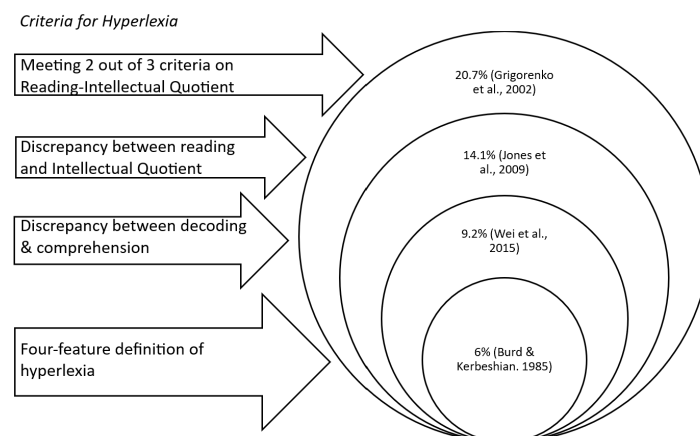 Criteria for Hyperlexia
Meeting 2 out of 3 criteria on
Reading-Intellectual Quotient
Discrepancy between reading
and Intellectual Quotient
Discrepancy between decoding
& comprehension
Four-feature definition of
hyperlexia
20.7% (Grigorenko
et al., 2002)
14.1% (Jones et
al., 2009)
9.2% (Wei et al.,
2015)
6% (Burd &
Kerbeshian. 1985)